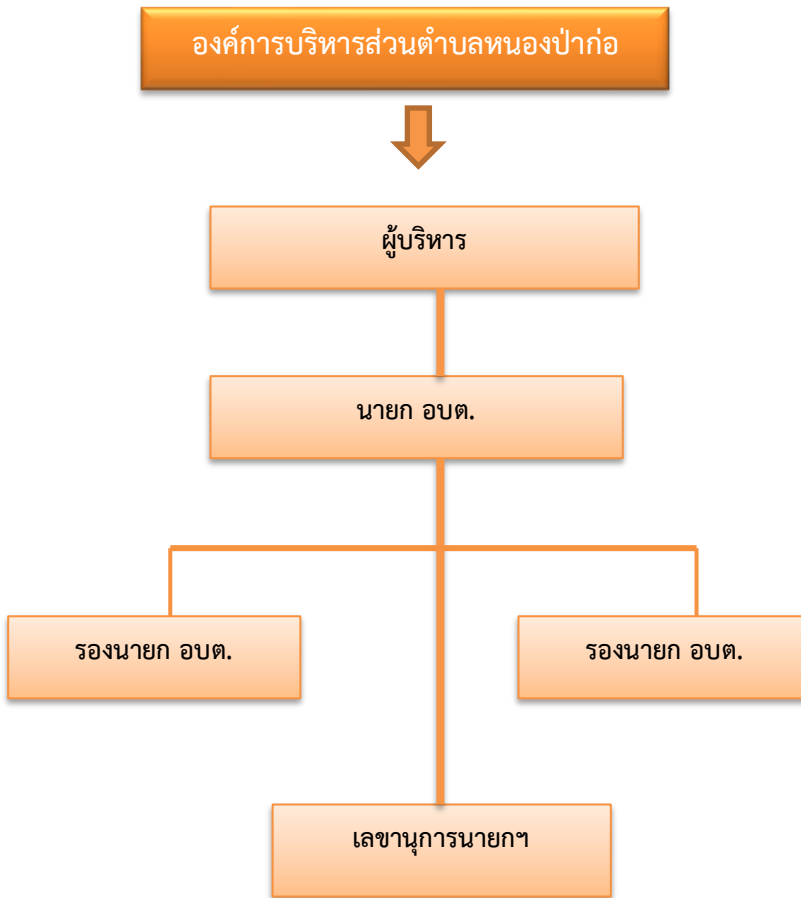 องค์การบริหารส่วนตำบลหนองป่าก่อ
ผู้บริหาร
นายก อบต.
รองนายก อบต.
รองนายก อบต.
เลขานุการนายกฯ